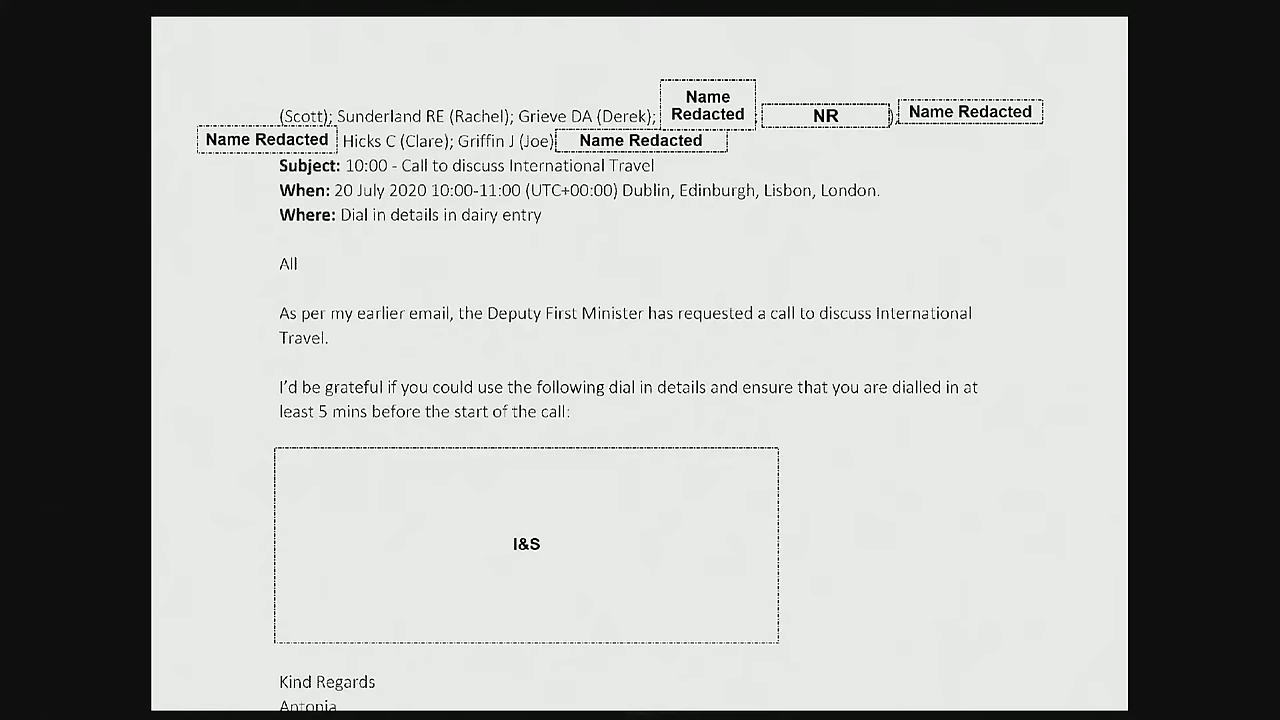 (Scott); Sunderland RE (Rachel); Grieve DA (Derek); Name Redacted NR ); Name Redacted
Name Redacted Hicks C (Clare); Griffin J (Joe) Name Redacted
Subject: 10:00 - Call to discuss International Travel
When: 20 July 2020 10:00-11:00 (UTC+00:00) Dublin, Edinburgh, Lisbon, London.
Where: Dial in details in dairy entry
All
As per my earlier email, the Deputy First Minister has requested a call to discuss International
Travel.
I'd be grateful if you could use the following dial in details and ensure that you are dialled in at
least 5 mins before the start of the call:
I&S
Kind Regards
Antonia